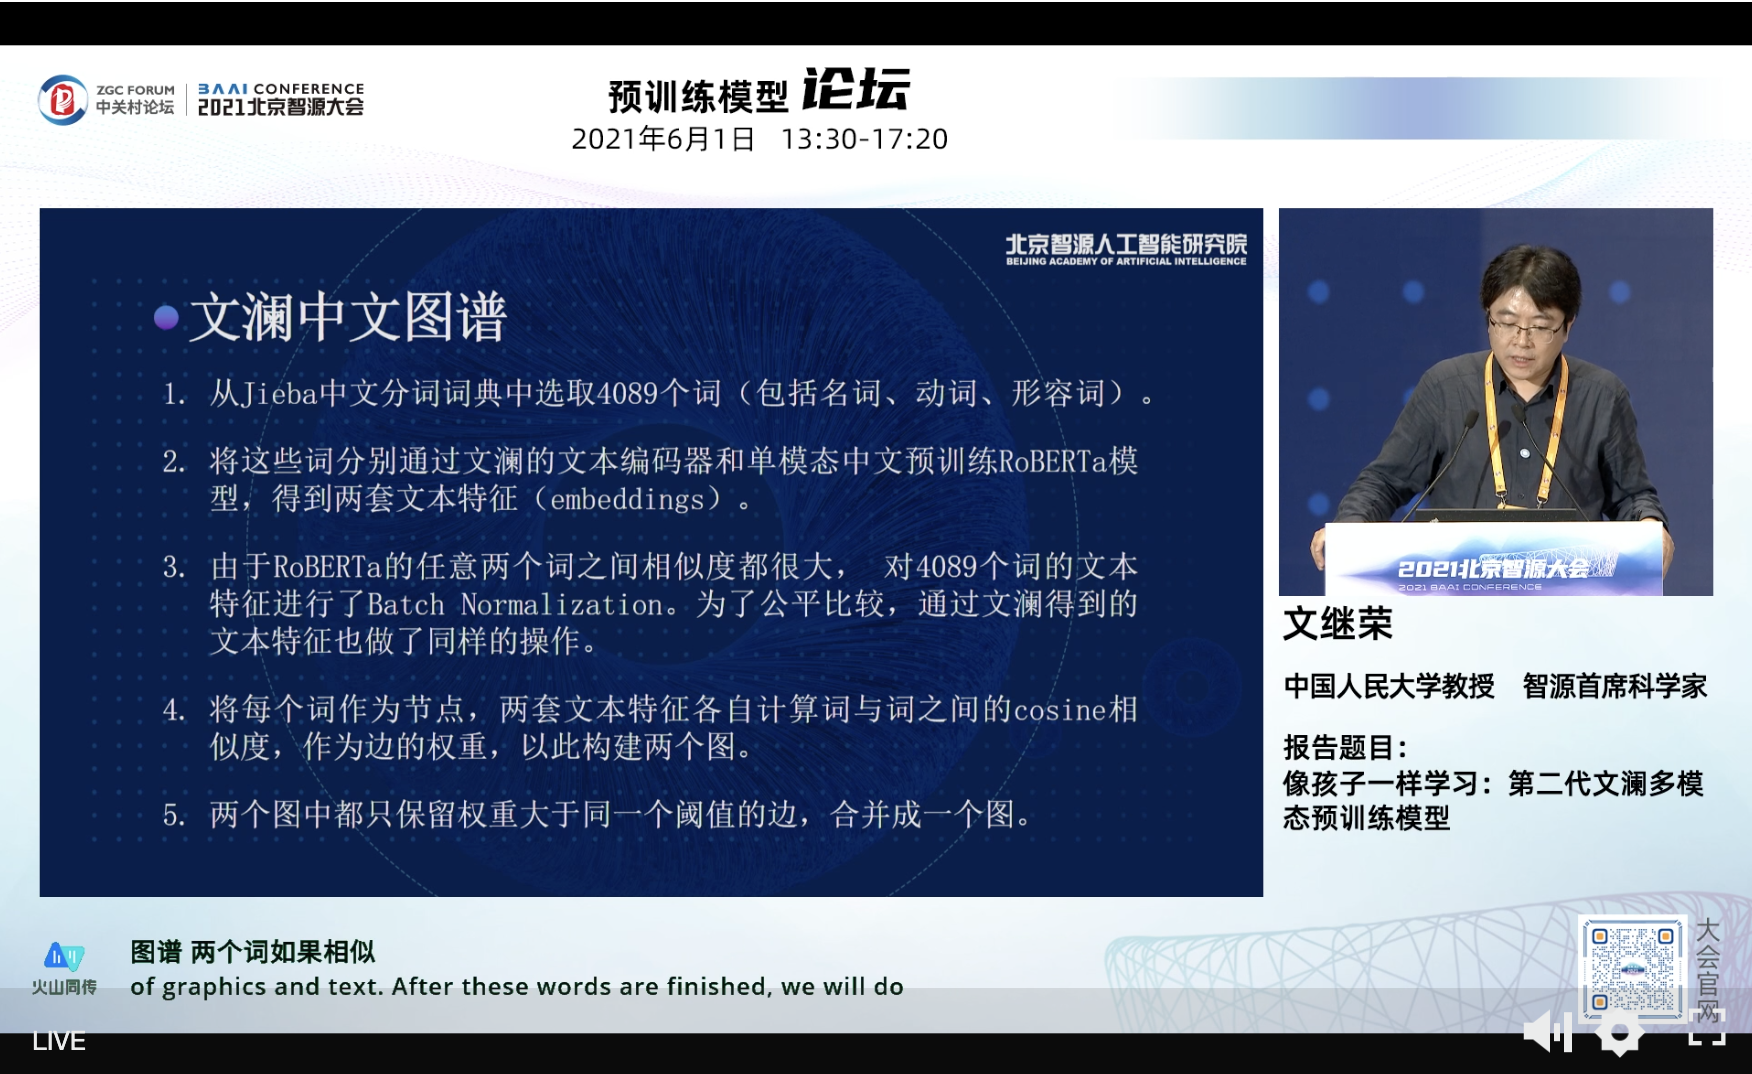 ZGC FORUM
中关村论坛
BAAI CONFERENCE
2021北京智源大会
预训练模型 论坛
2021年6月1日 13:30-17:20
北京智源人工智能研究院
BEIJING ACADEMY OF ARTIFICIAL INTELLIGENCE
文澜中文图谱
1. 从Jieba中文分词词典中选取4089个词（包括名词、动词、形容词）。
2. 将这些词分别通过文澜的文本编码器和单模态中文预训练RoBERTa模
型，得到两套文本特征（embeddings）。
3. 由于RoBERTa的任意两个词之间相似度都很大， 对4089个词的文本
特征进行了Batch Normalization。为了公平比较，通过文澜得到的
文本特征也做了同样的操作。
4. 将每个词作为节点，两套文本特征各自计算词与词之间的cosine相
似度，作为边的权重，以此构建两个图。
5. 两个图中都只保留权重大于同一个阈值的边，合并成一个图。
2021北京智源大会
2021 BAAI CONFERENCE
文继荣
中国人民大学教授 智源首席科学家
报告题目：
像孩子一样学习：第二代文澜多模
态预训练模型
火山同传
图谱 两个词如果相似
of graphics and text. After these words are finished, we will do
大会官网
LIVE